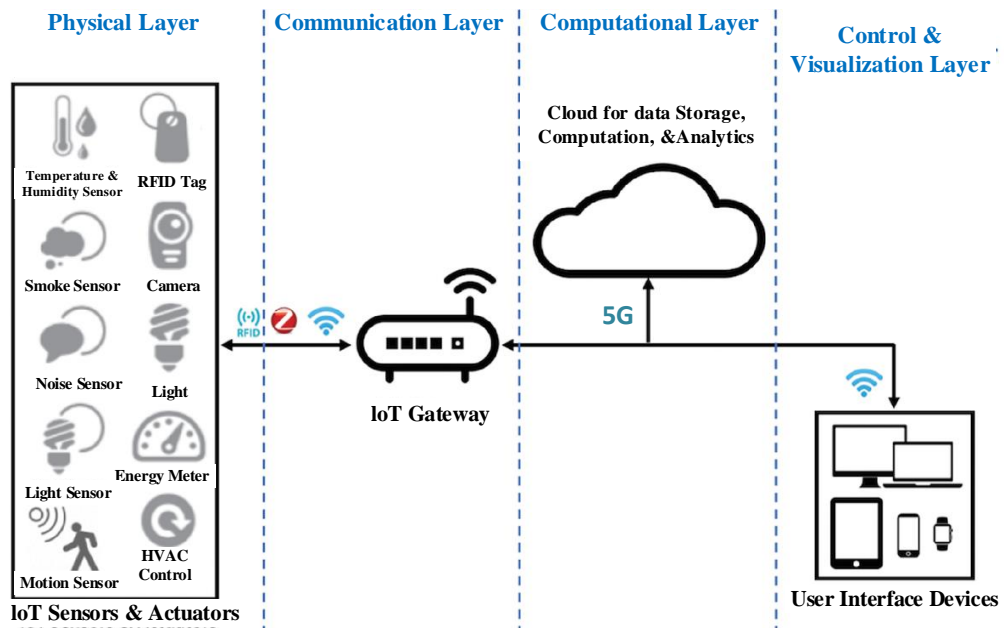 Physical Layer
Communication Layer
Computational Layer
Control &
Visualization Layer
Temperature &
Humidity Sensor
RFID Tag
Smoke Sensor
Camera
Noise Sensor
Light
Light Sensor
Energy Meter
Motion Sensor
HVAC
Control
IoT Sensors & Actuators
RFID
Z
IoT Gateway
Cloud for data Storage,
Computation, &Analytics
5G
User Interface Devices